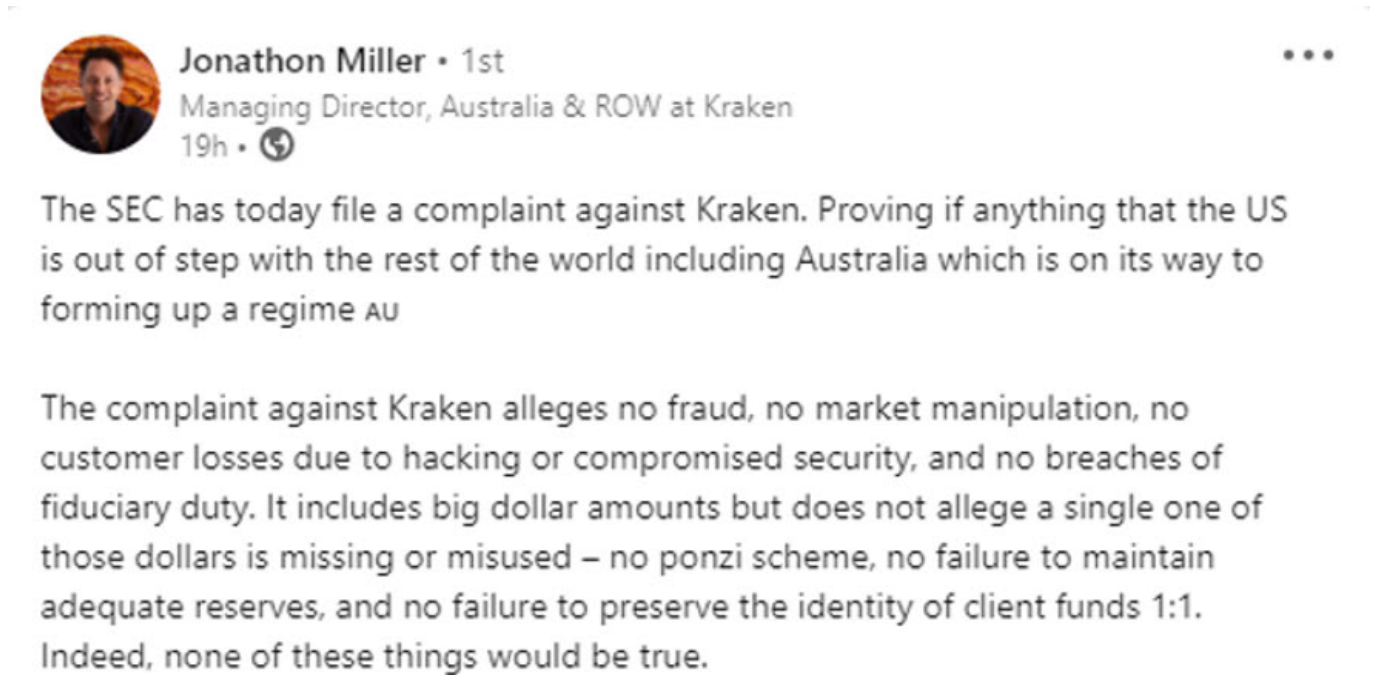 Jonathon Miller • 1st
Managing Director, Australia & ROW at Kraken
19h •
The SEC has today file a complaint against Kraken. Proving if anything that the US
is out of step with the rest of the world including Australia which is on its way to
forming up a regime AU
The complaint against Kraken alleges no fraud, no market manipulation, no
customer losses due to hacking or compromised security, and no breaches of
fiduciary duty. It includes big dollar amounts but does not allege a single one of
those dollars is missing or misused – no ponzi scheme, no failure to maintain
adequate reserves, and no failure to preserve the identity of client funds 1:1.
Indeed, none of these things would be true.